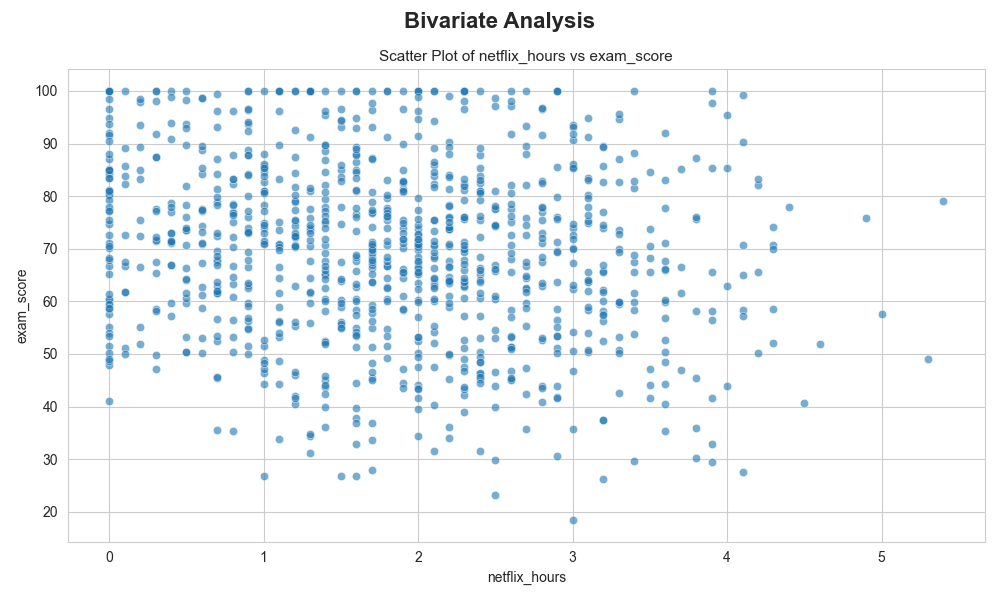 Bivariate Analysis
Scatter Plot of netflix_hours vs exam_score
100
90
80
70
60
50
40
30
20
exam_score
0 1 2 3 4 5
netflix_hours